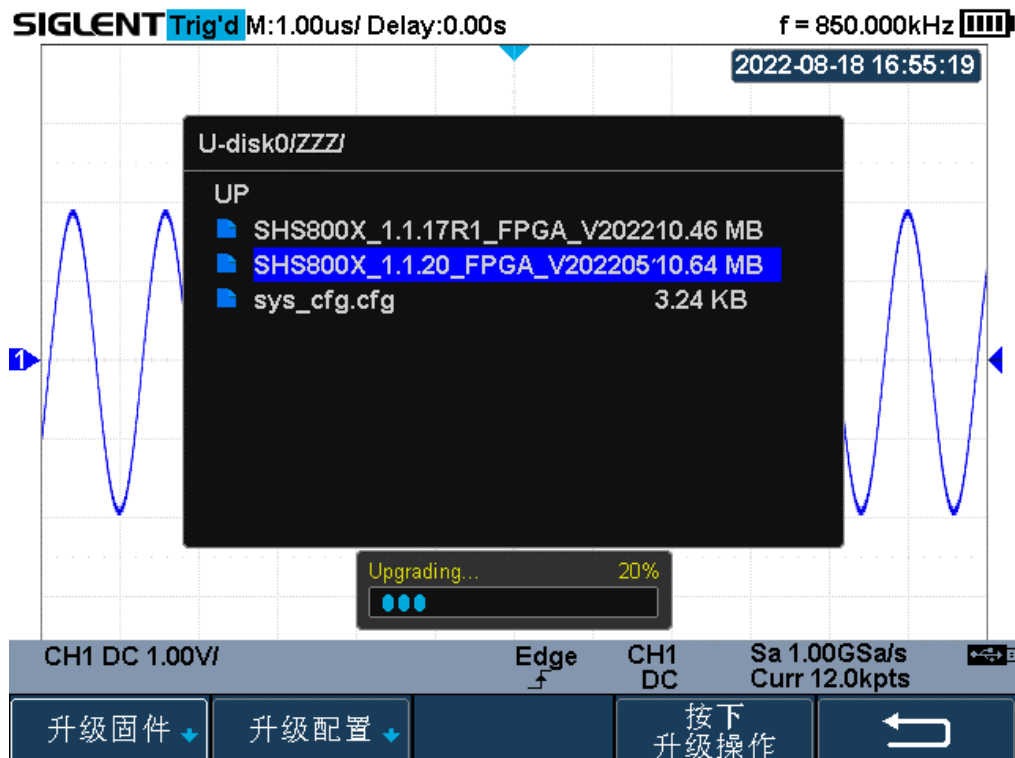 SIGLENT Trig'd M:1.00us/ Delay:0.00s f = 850.000kHz
2022-08-18 16:55:19
U-disk0/ZZZ/
UP
SHS800X_1.1.17R1_FPGA_V202210.46 MB
SHS800X_1.1.20_FPGA_V202205 10.64 MB
sys_cfg.cfg 3.24 KB
1
Upgrading... 20%
CH1 DC 1.00V/ Edge CH1 Sa 1.00GSa/s
DC Curr 12.0kpts
升级固件 升级配置 按下
升级操作